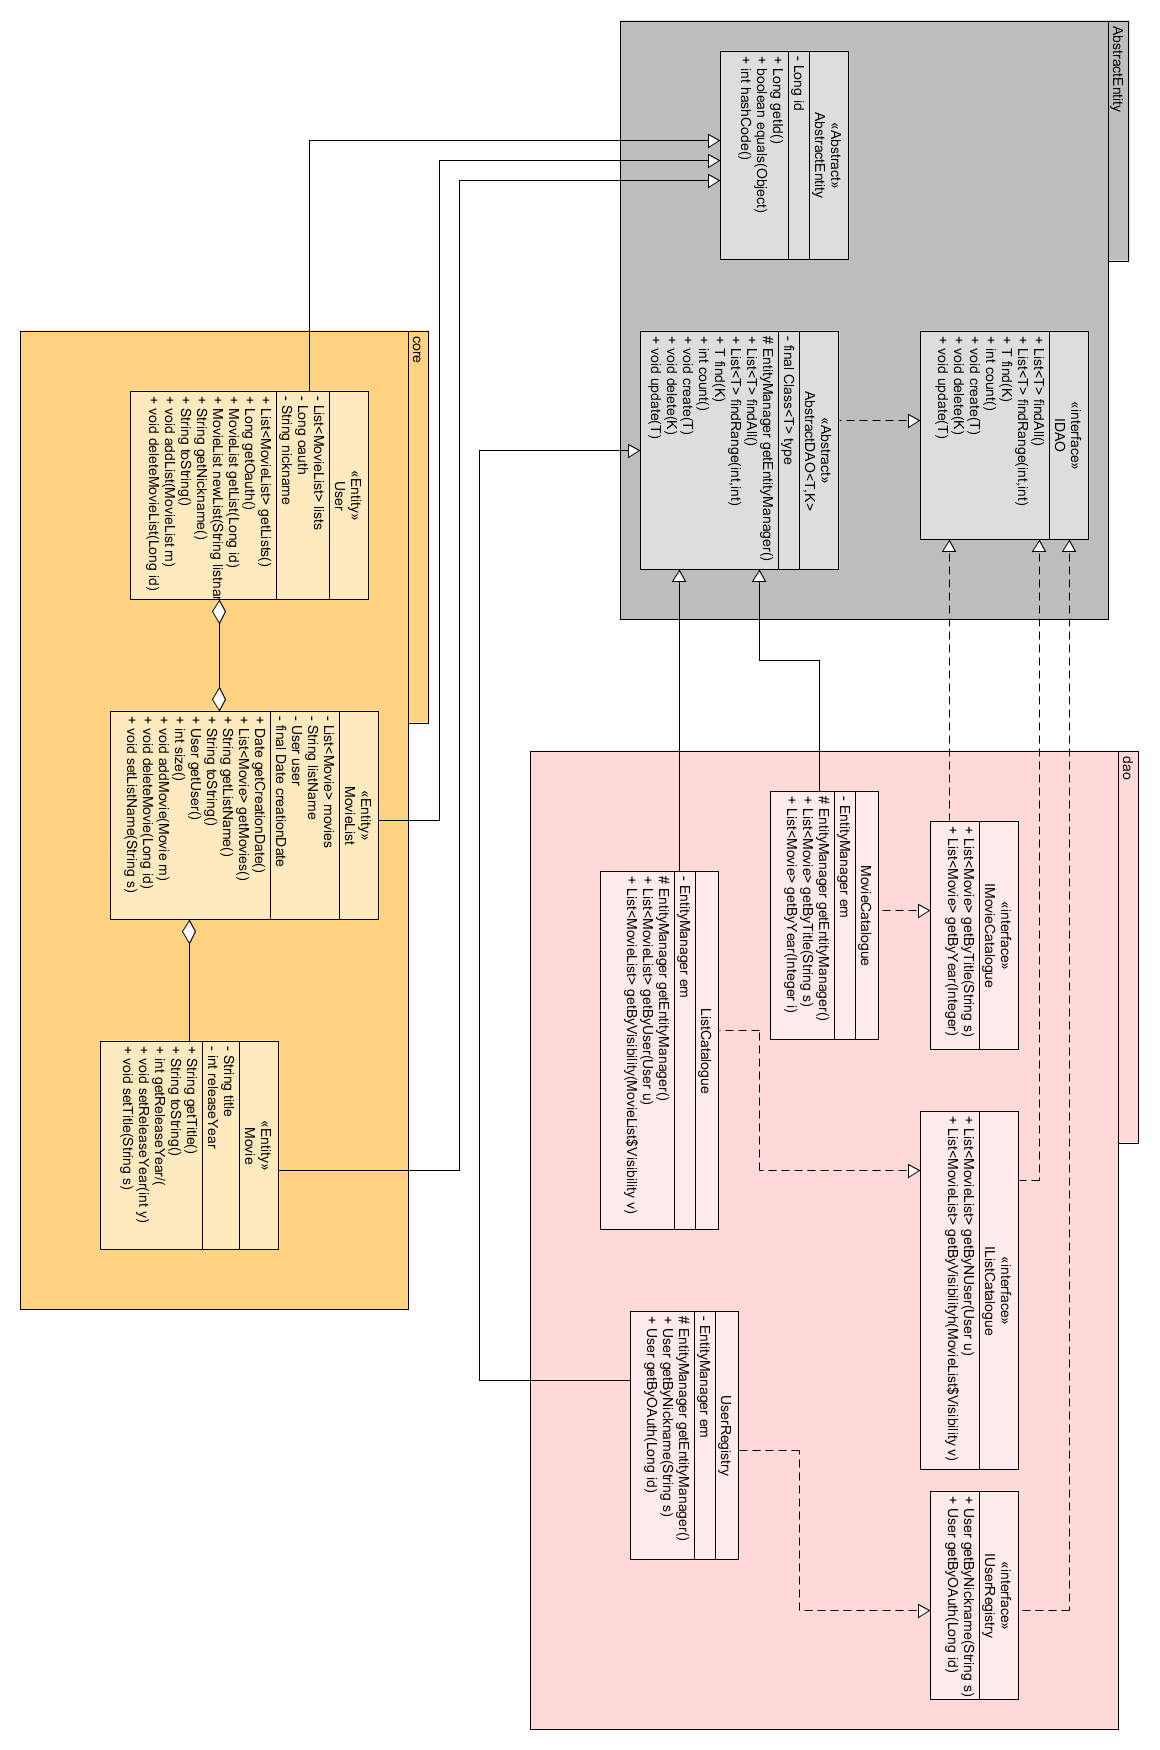 AbstractEntity
«Abstract»
AbstractEntity
- Long id
+ Long getId()
+ boolean equals(Object)
+ int hashCode()
«interface»
IDAO
+ List<T> findAll()
+ List<T> findRange(int,int)
+ T find(K)
+ int count()
+ void create(T)
+ void delete(K)
+ void update(T)
«Abstract»
AbstractDAO<T,K>
- final Class<T> type
# EntityManager getEntityManager()
+ List<T> findAll()
+ List<T> findRange(int,int)
+ T find(K)
+ int count()
+ void create(T)
+ void delete(K)
+ void update(T)
dao
«interface»
IMovieCatalogue
+ List<Movie> getByTitle(String s)
+ List<Movie> getByYear(Integer)
MovieCatalogue
- EntityManager em
# EntityManager getEntityManager()
+ List<Movie> getByTitle(String s)
+ List<Movie> getByYear(Integer i)
ListCatalogue
- EntityManager em
# EntityManager getEntityManager()
+ List<MovieList> getByUser(User u)
+ List<MovieList> getByVisibility(MovieList$Visibility v)
«interface»
IListCatalogue
+ List<MovieList> getByNUser(User u)
+ List<MovieList> getByVisibilityh(MovieList$Visibility v)
UserRegistry
- EntityManager em
# EntityManager getEntityManager()
+ User getByNickname(String s)
+ User getByOAuth(Long id)
«interface»
IUserRegistry
+ User getByNickname(String s)
+ User getByOAuth(Long id)
core
«Entity»
User
- List<MovieList> lists
- Long oauth
- String nickname
+ List<MovieList> getLists()
+ Long getOauth()
+ MovieList getList(Long id)
+ MovieList newList(String listnar
+ String getNickname()
+ String toString()
+ void addList(MovieList m)
+ void deleteMovieList(Long id)
«Entity»
MovieList
- List<Movie> movies
- String listName
- User user
- final Date creationDate
+ Date getCreationDate()
+ List<Movie> getMovies()
+ String getListName()
+ String toString()
+ User getUser()
+ int size()
+ void addMovie(Movie m)
+ void deleteMovie(Long id)
+ void setListName(String s)
«Entity»
Movie
- String title
- int releaseYear
+ String getTitle()
+ String toString()
+ int getReleaseYear/(
+ void setReleaseYear(int y)
+ void setTitle(String s)